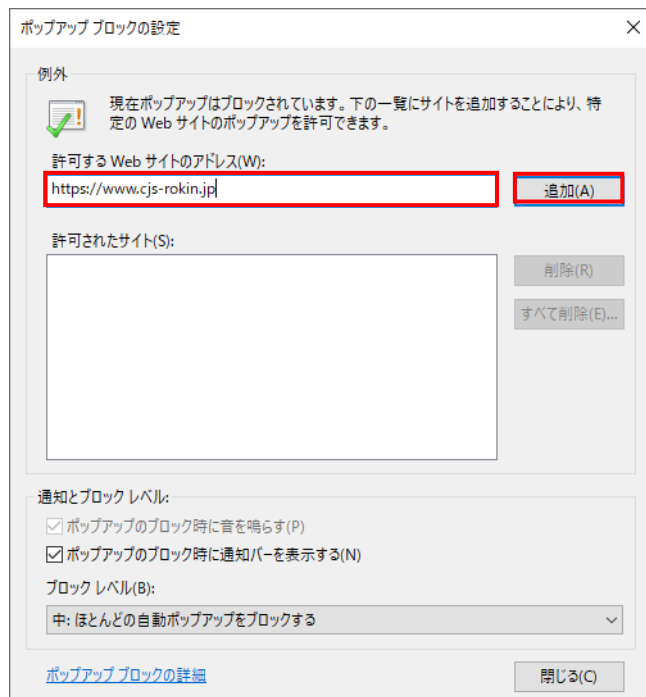 ポップアップ ブロックの設定
例外
現在ポップアップはブロックされています。下の一覧にサイトを追加することにより、特
定の Web サイトのポップアップを許可できます。
許可する Web サイトのアドレス(W):
https://www.cjs-rokin.jp
追加(A)
許可されたサイト(S):
削除(R)
すべて削除(E)...
通知とブロック レベル:
ポップアップのブロック時に音を鳴らす(P)
ポップアップのブロック時に通知バーを表示する(N)
ブロック レベル(B):
中: ほとんどの自動ポップアップをブロックする
ポップアップ ブロックの詳細
閉じる(C)